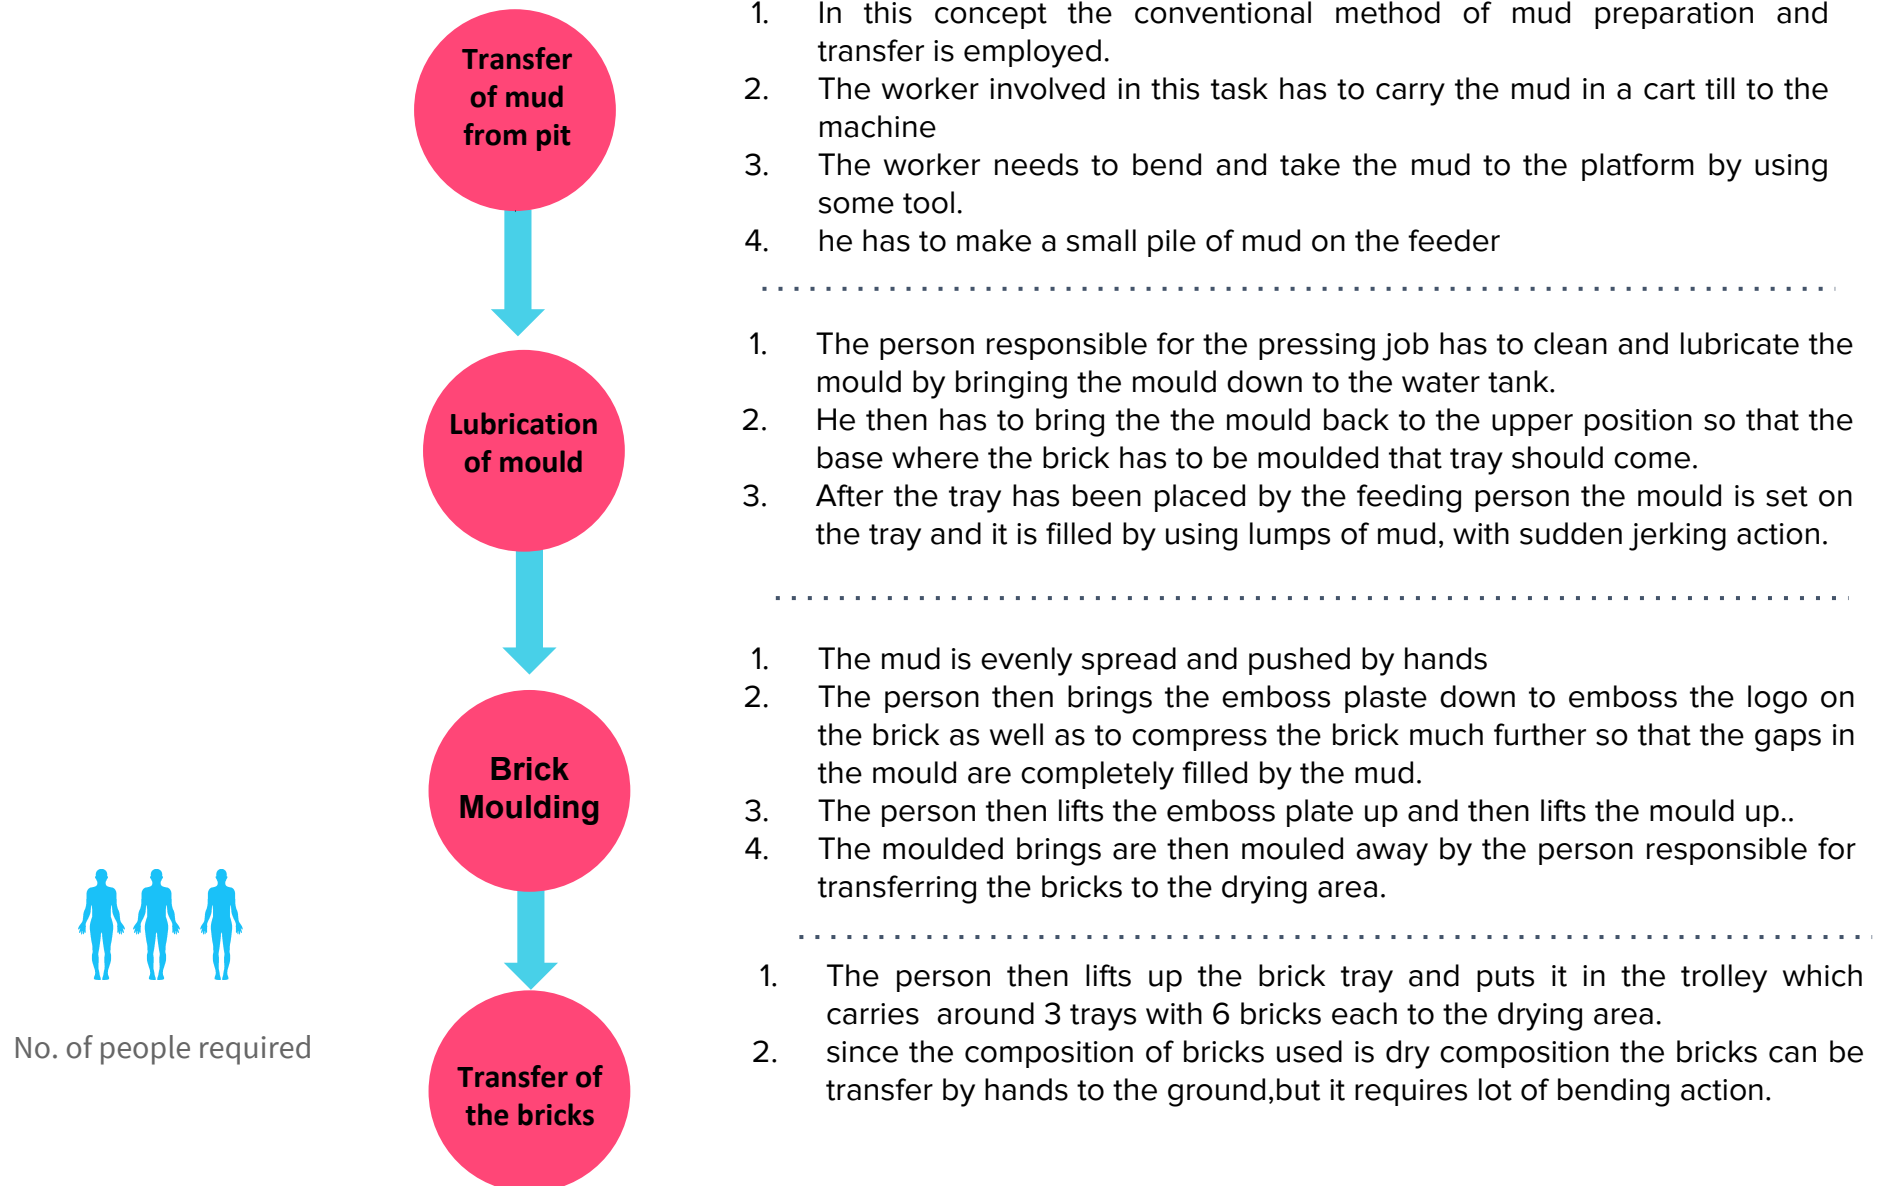 Transfer
of mud
from pit
1. In this concept the conventional method of mud preparation and
transfer is employed.
2. The worker involved in this task has to carry the mud in a cart till to the
machine
3. The worker needs to bend and take the mud to the platform by using
some tool.
4. he has to make a small pile of mud on the feeder
Lubrication
of mould
1. The person responsible for the pressing job has to clean and lubricate the
mould by bringing the mould down to the water tank.
2. He then has to bring the the mould back to the upper position so that the
base where the brick has to be moulded that tray should come.
3. After the tray has been placed by the feeding person the mould is set on
the tray and it is filled by using lumps of mud, with sudden jerking action.
Brick
Moulding
1. The mud is evenly spread and pushed by hands
2. The person then brings the emboss plaste down to emboss the logo on
the brick as well as to compress the brick much further so that the gaps in
the mould are completely filled by the mud.
3. The person then lifts the emboss plate up and then lifts the mould up..
4. The moulded brings are then mouled away by the person responsible for
transferring the bricks to the drying area.
No. of people required
Transfer of
the bricks
1. The person then lifts up the brick tray and puts it in the trolley which
carries around 3 trays with 6 bricks each to the drying area.
2. since the composition of bricks used is dry composition the bricks can be
transfer by hands to the ground,but it requires lot of bending action.